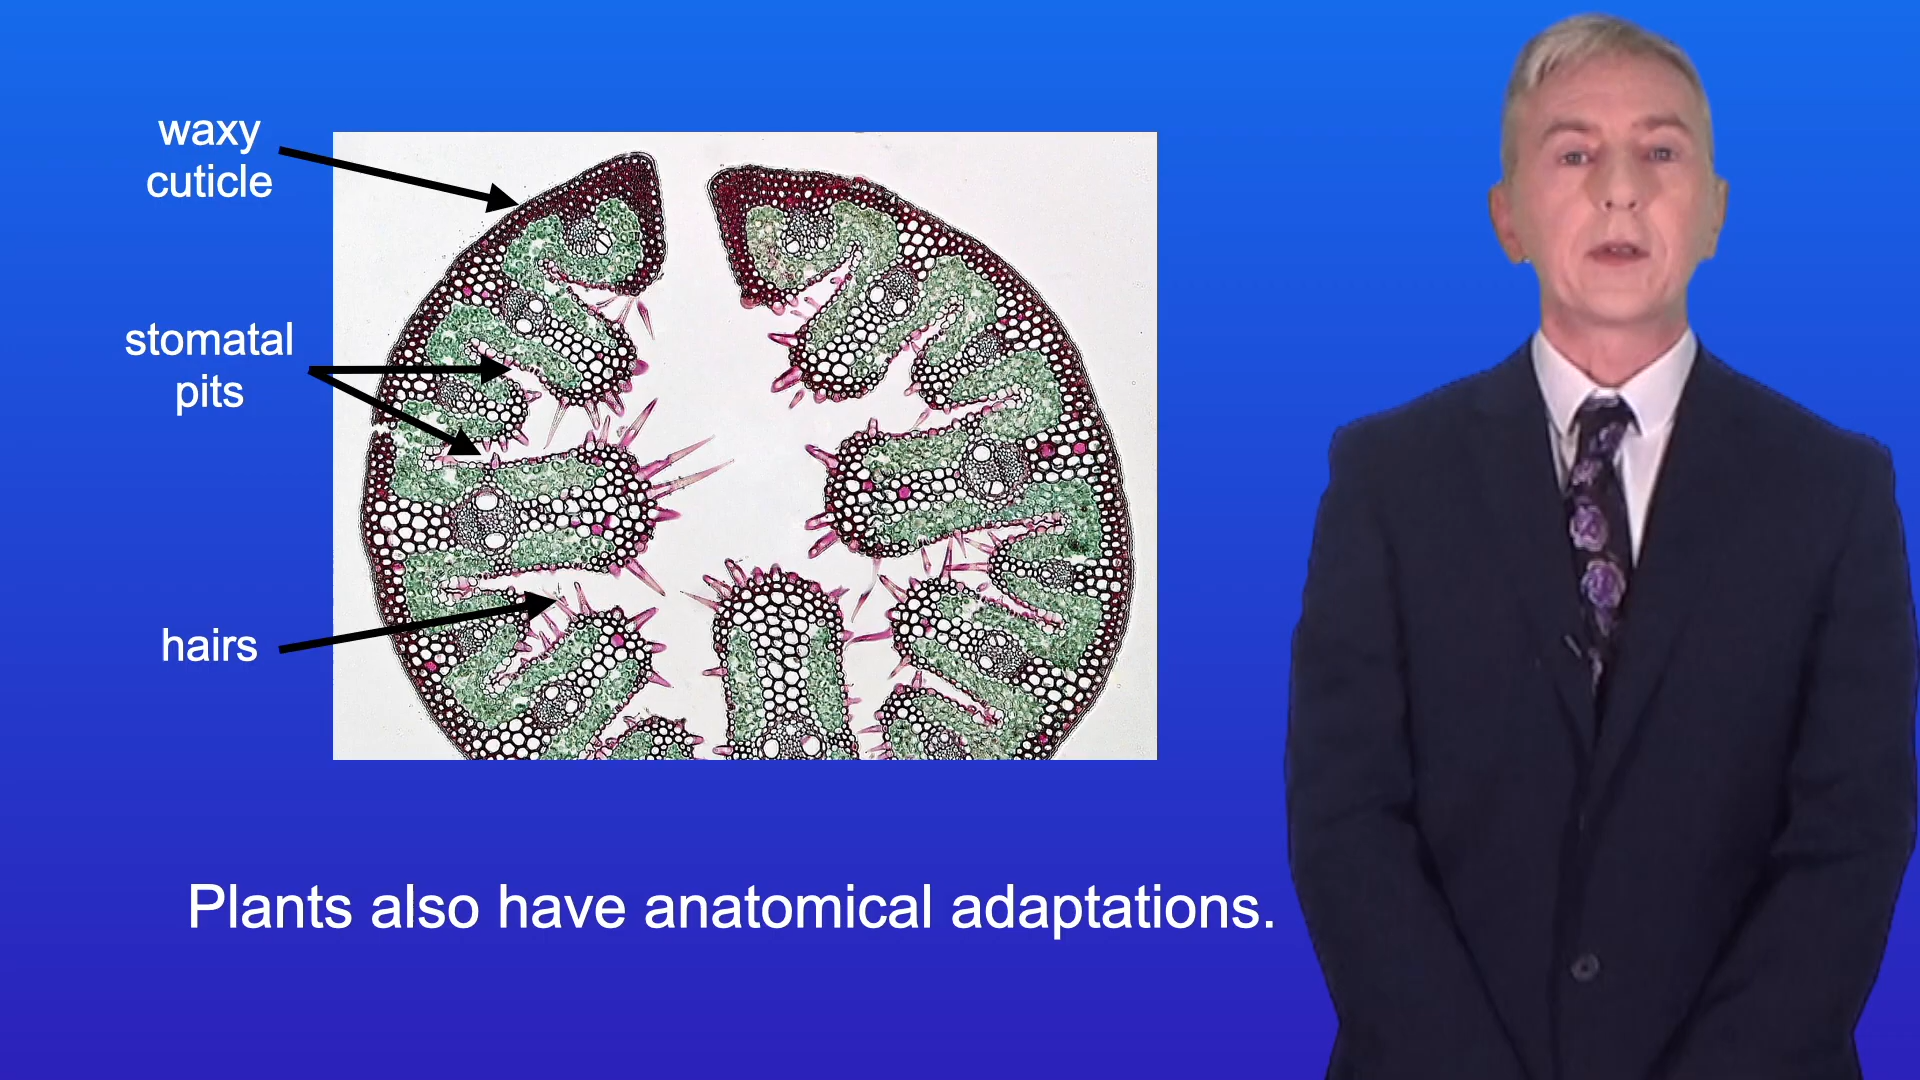 waxy
cuticle
stomatal
pits
hairs
Plants also have anatomical adaptations.